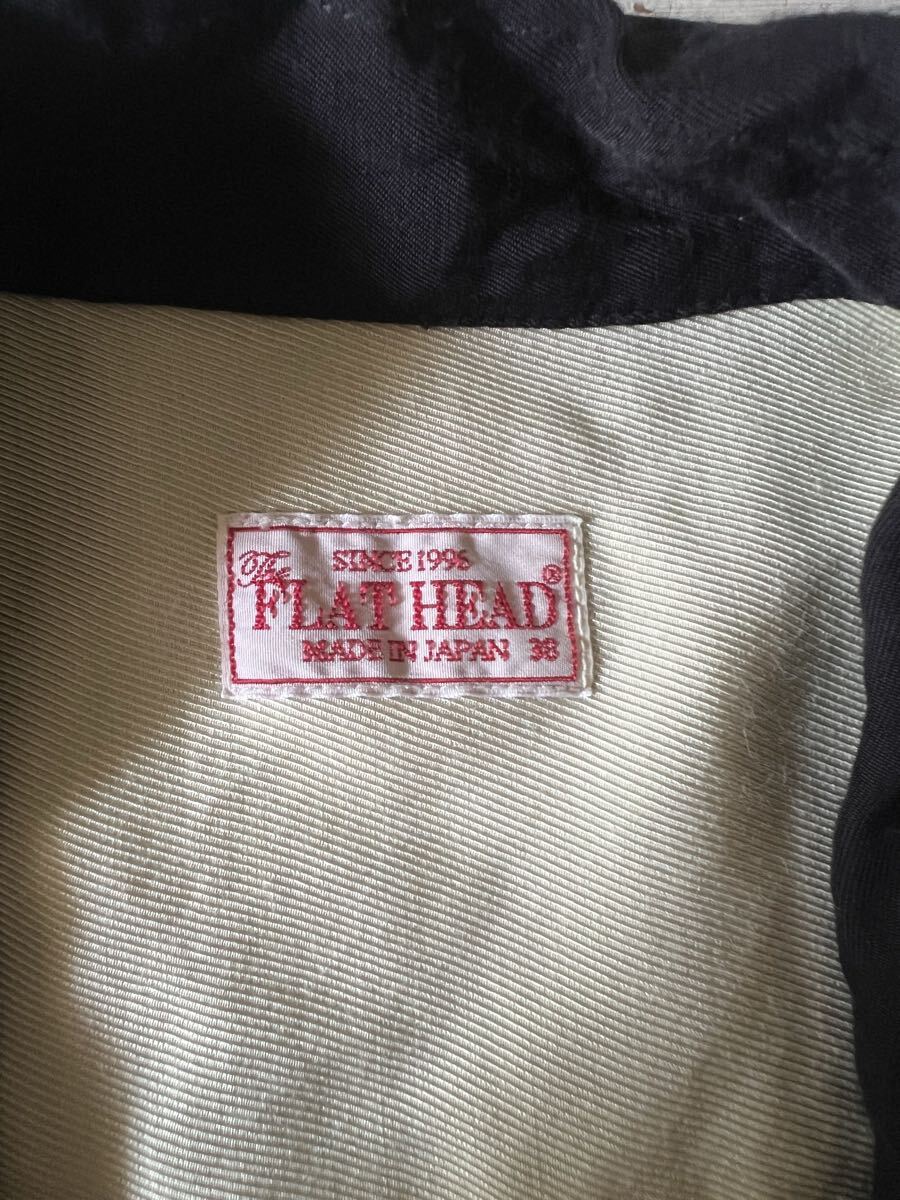 SINCE 1996
The
FLAT HEAD®
MADE IN JAPAN 38